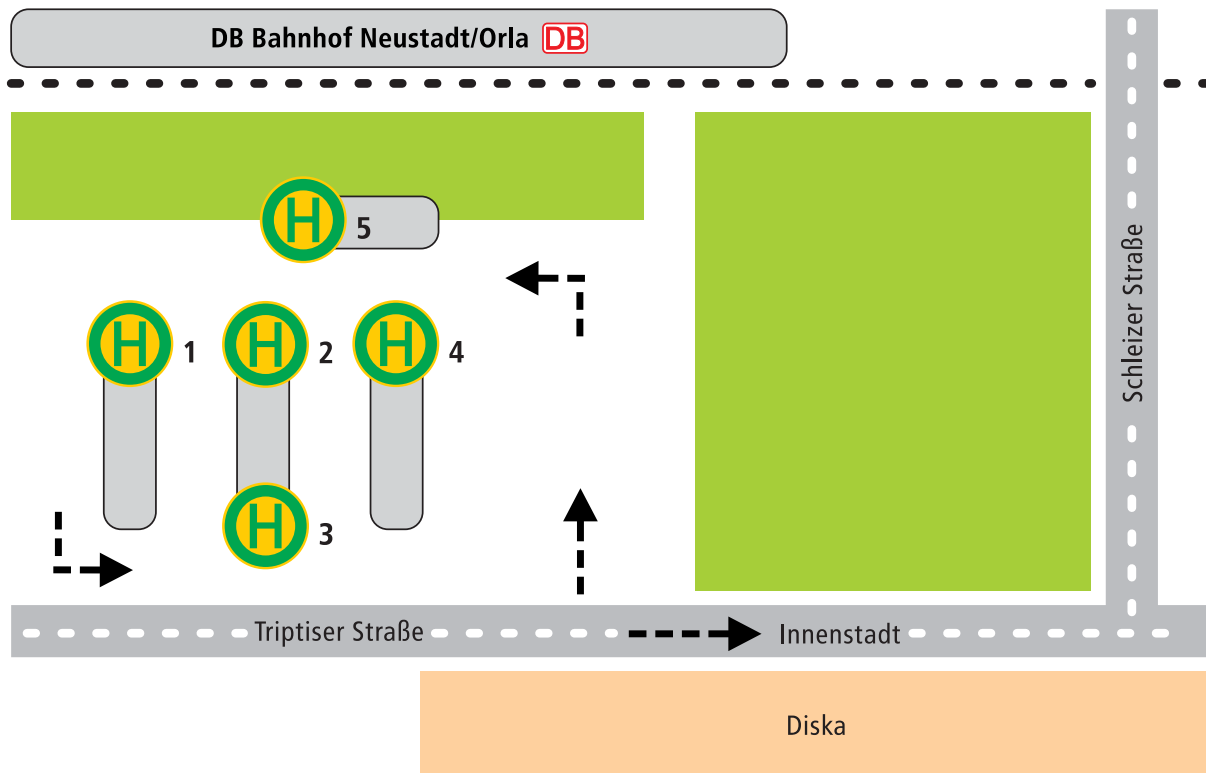 DB Bahnhof Neustadt/Orla DB
H 5
H 1
H 2
H 4
H 3
Schleizer Straße
Triptiser Straße
Innenstadt
Diska